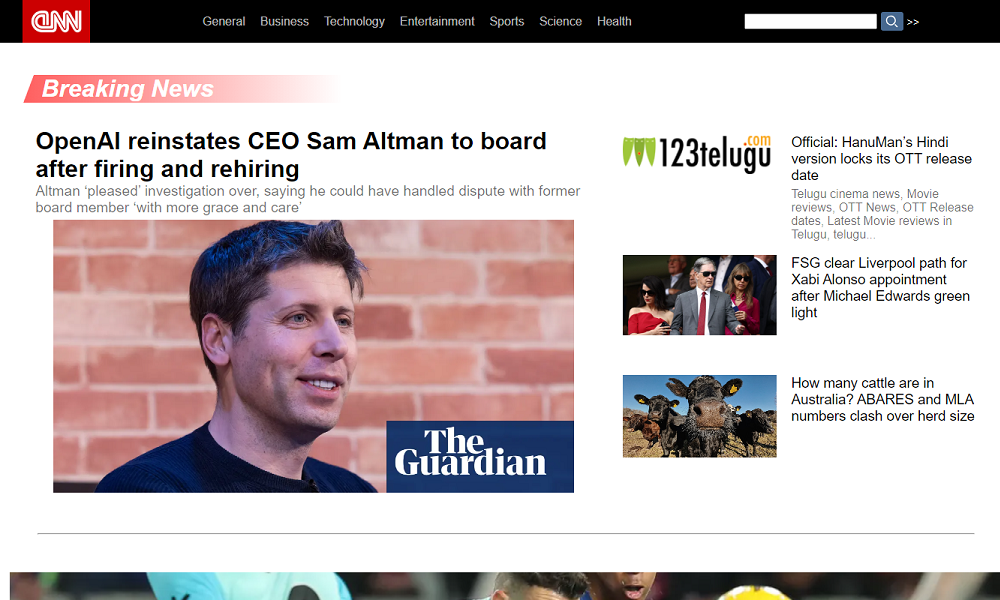 CNN
General Business Technology Entertainment Sports Science Health
>>
Breaking News
OpenAI reinstates CEO Sam Altman to board
after firing and rehiring
Altman ‘pleased’ investigation over, saying he could have handled dispute with former
board member ‘with more grace and care’
The
Guardian
123telugu.com
Official: HanuMan’s Hindi
version locks its OTT release
date
Telugu cinema news, Movie
reviews, OTT News, OTT Release
dates, Latest Movie reviews in
Telugu, telugu...
FSG clear Liverpool path for
Xabi Alonso appointment
after Michael Edwards green
light
How many cattle are in
Australia? ABARES and MLA
numbers clash over herd size